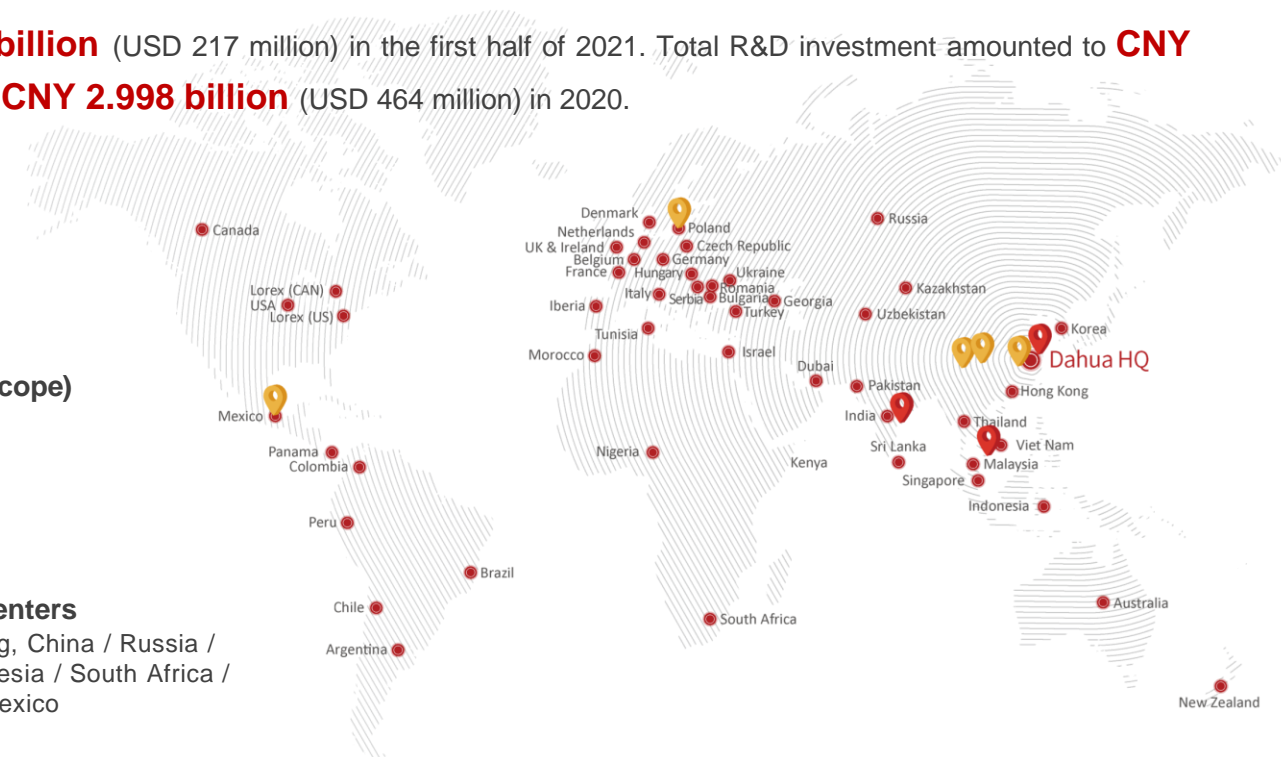 billion (USD 217 million) in the first half of 2021. Total R&D investment amounted to CNY
CNY 2.998 billion (USD 464 million) in 2020.
Denmark
Poland
Russia
Canada
Netherlands
UK & Ireland
Czech Republic
Belgium
Germany
France
Hungary
Ukraine
Lorex (CAN)
Romania
Kazakhstan
USA
Italy
Serbia
Bulgaria
Georgia
Lorex (US)
Iberia
Turkey
Uzbekistan
Tunisia
Korea
Morocco
Israel
Dahua HQ
Dubai
cope)
Pakistan
Hong Kong
Mexico
India
Thailand
Panama
Nigeria
Sri Lanka
Viet Nam
Colombia
Kenya
Malaysia
Singapore
Indonesia
Peru
Brazil
enters
Chile
Australia
g, China / Russia /
South Africa
Argentina
esia / South Africa /
exico
New Zealand